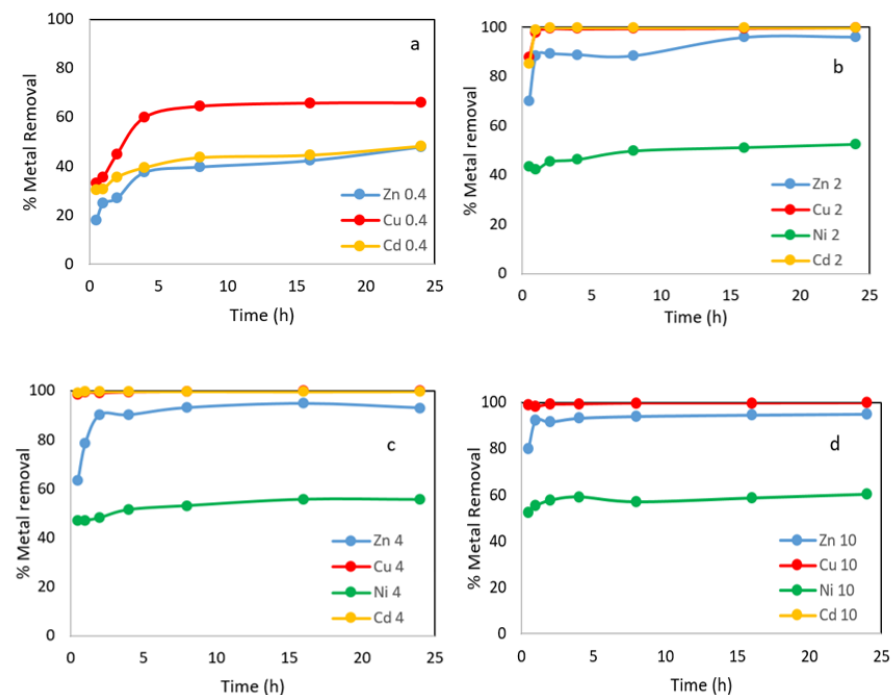 a
100
80
60
40
20
0
% Metal Removal
Zn 0.4
Cu 0.4
Cd 0.4
0 5 10 15 20 25
Time (h)
b
100
80
60
40
20
0
% Metal removal
Zn 2
Cu 2
Ni 2
Cd 2
0 5 10 15 20 25
Time (h)
c
100
80
60
40
20
0
% Metal Removal
Zn 4
Cu 4
Ni 4
Cd 4
0 5 10 15 20 25
Time (h)
d
100
80
60
40
20
0
% Metal Removal
Zn 10
Cu 10
Ni 10
Cd 10
0 5 10 15 20 25
Time (h)